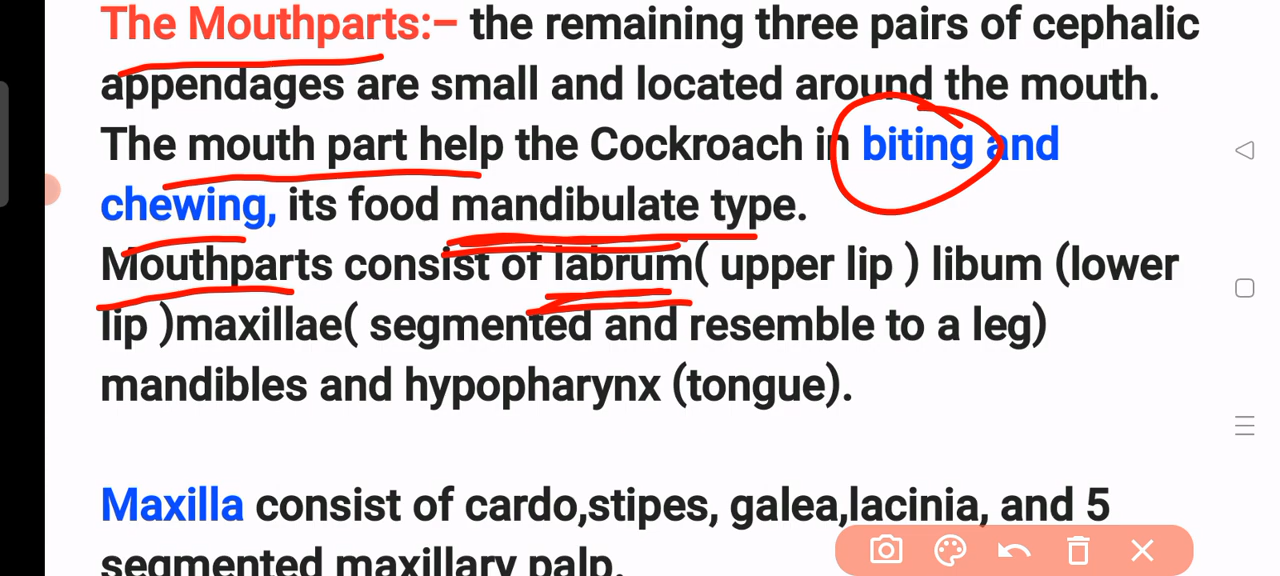 The Mouthparts:– the remaining three pairs of cephalic
appendages are small and located around the mouth.
The mouth part help the Cockroach in biting and
chewing, its food mandibulate type.
Mouthparts consist of labrum( upper lip ) libum (lower
lip )maxillae( segmented and resemble to a leg)
mandibles and hypopharynx (tongue).
Maxilla consist of cardo,stipes, galea,lacinia, and 5
segmented maxillary palp.